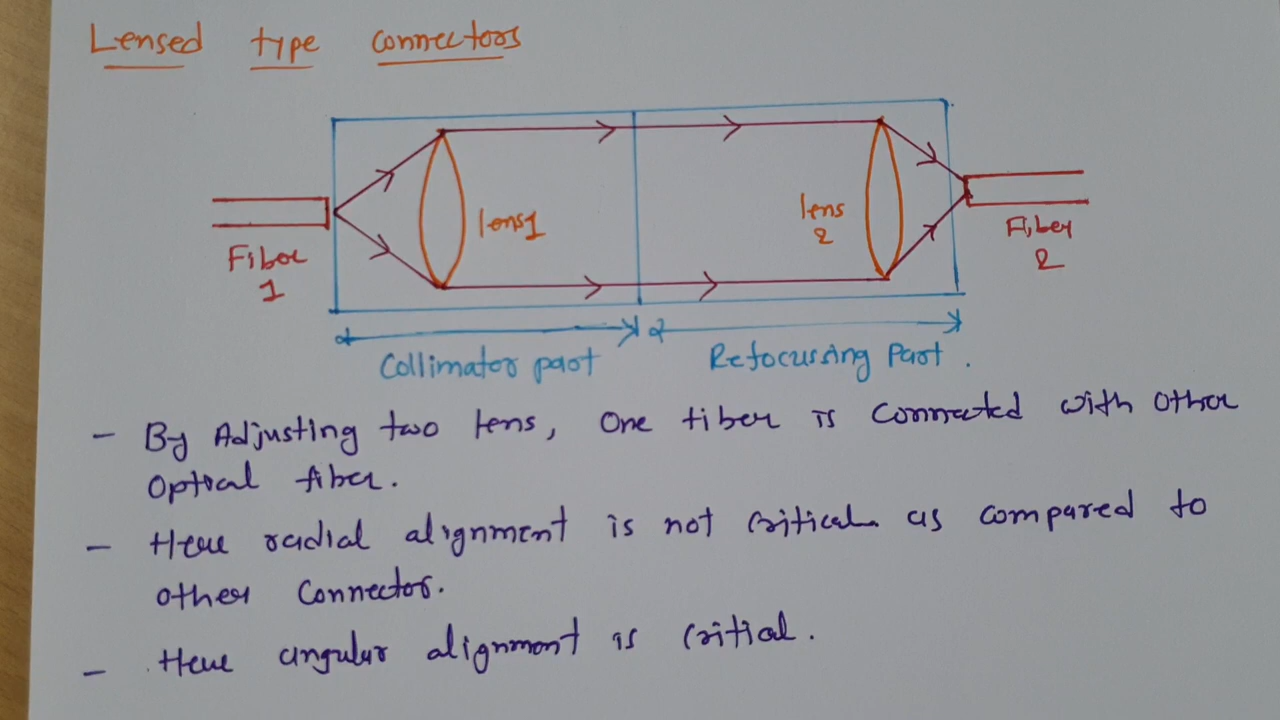 Lensed type connectors
lens1
lens
2
Fiber
1
Fiber
2
Collimator part
Refocussing Part.
- By Adjusting two lens, One fiber is Connected with Other
Optical fiber.
- Here radial alignment is not critical as compared to
other Connector.
- Here angular alignment is critial.